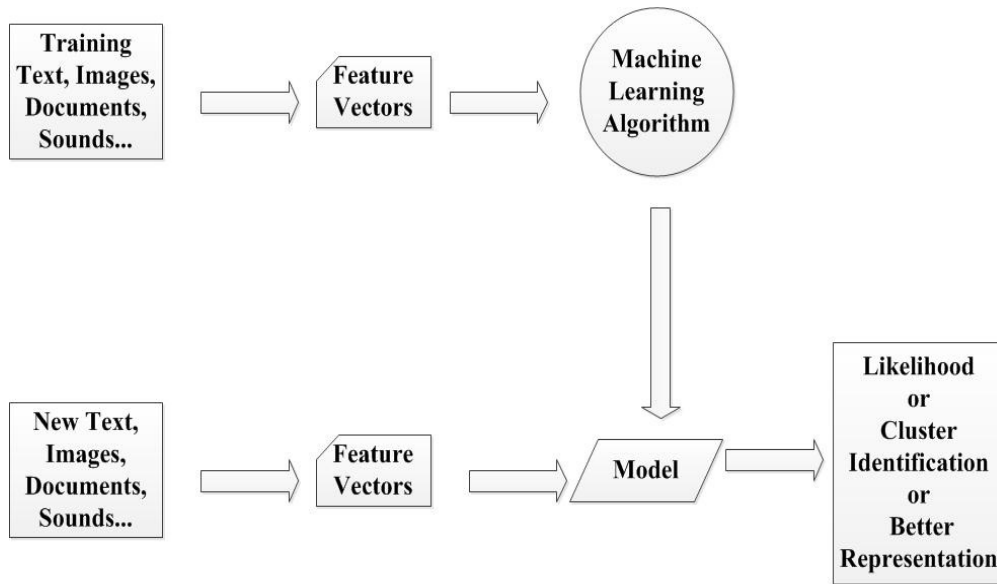 Training
Text, Images,
Documents,
Sounds...
Feature
Vectors
Machine
Learning
Algorithm
New Text,
Images,
Documents,
Sounds...
Feature
Vectors
Model
Likelihood
or
Cluster
Identification
or
Better
Representation